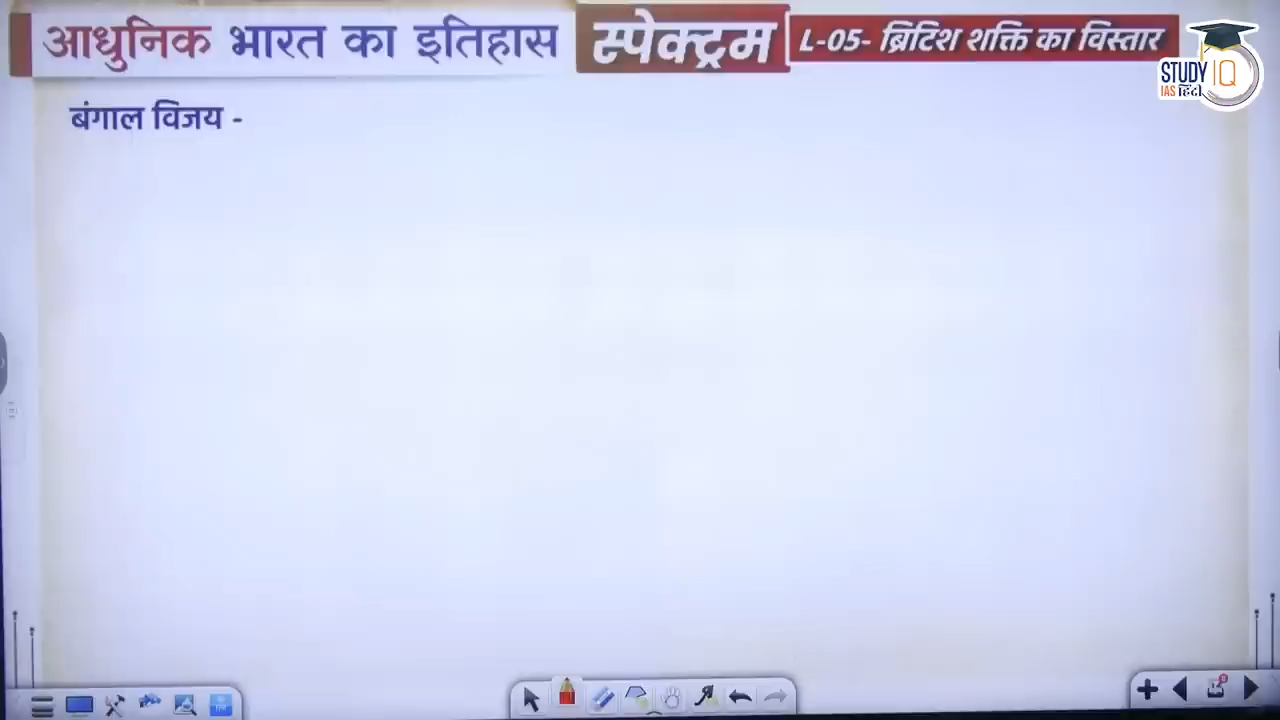 आधुनिक भारत का इतिहास स्पेक्ट्रम L-05- ब्रिटिश शक्ति का विस्तार
STUDY IQ
IAS हिंदी
बंगाल विजय -